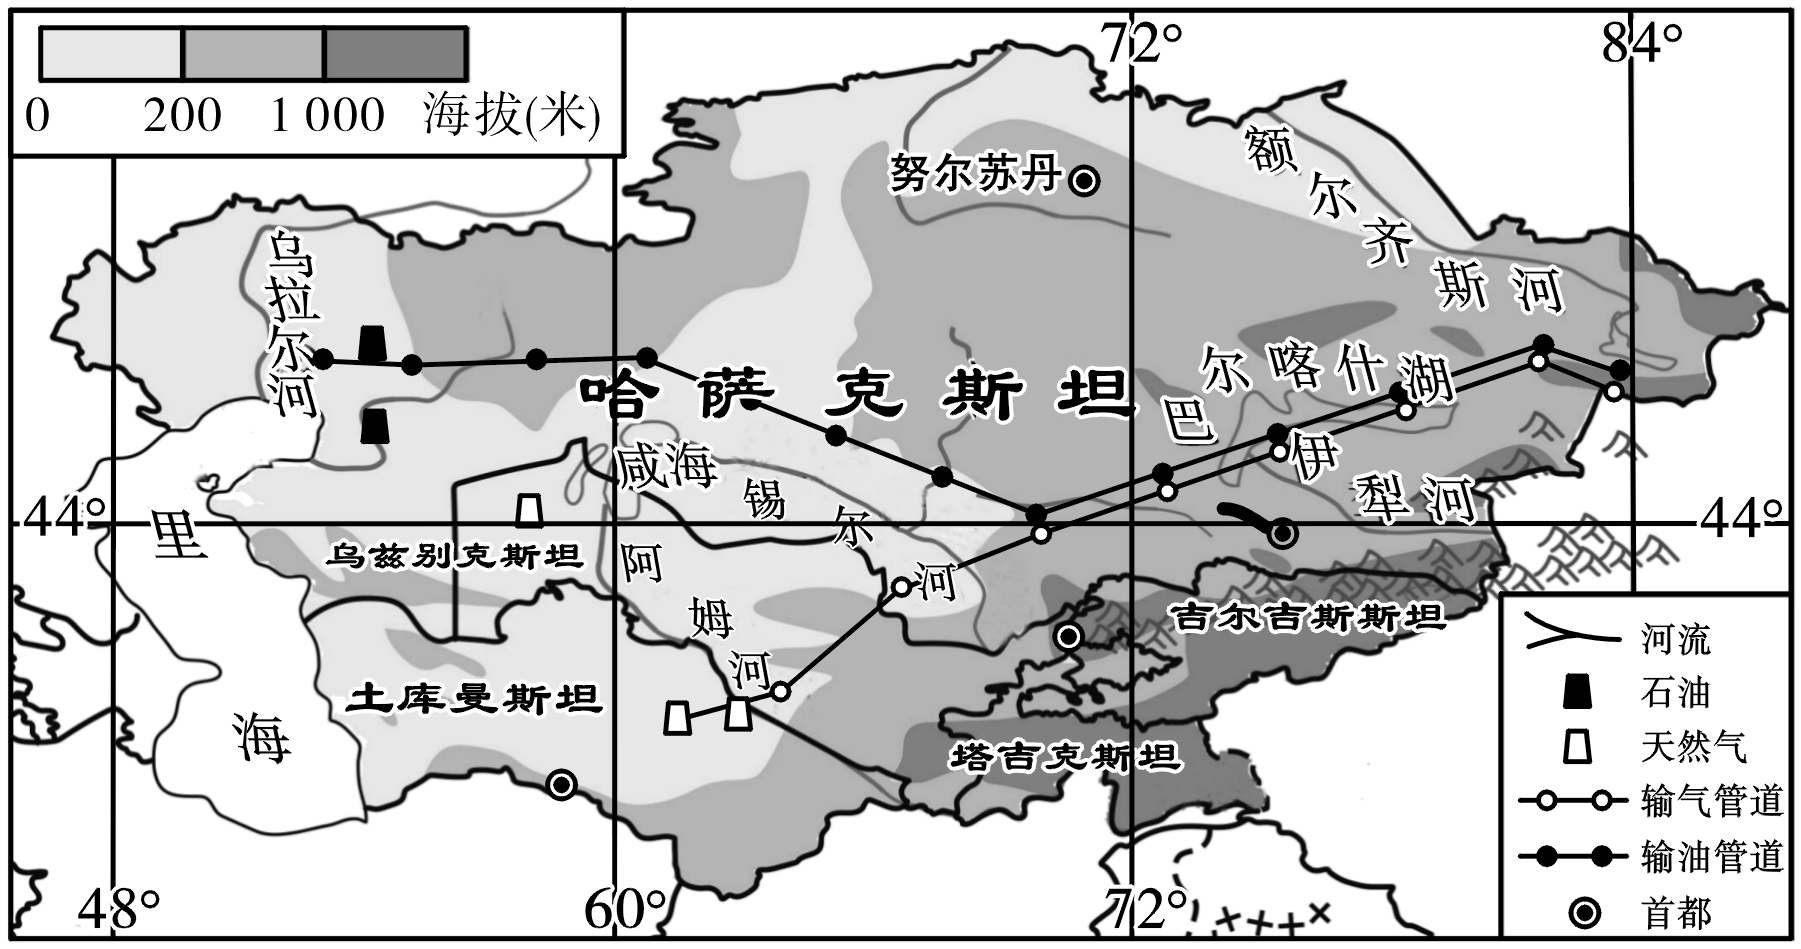 0 200 1 000 海拔(米)
72° 84°
努尔苏丹
额尔齐斯河
乌拉尔河
哈萨克斯坦
巴尔喀什湖
伊犁河
咸海
锡尔河
44° 44°
里海
乌兹别克斯坦
阿姆河
吉尔吉斯斯坦
土库曼斯坦
塔吉克斯坦
48° 60° 72°
河流
石油
天然气
输气管道
输油管道
首都